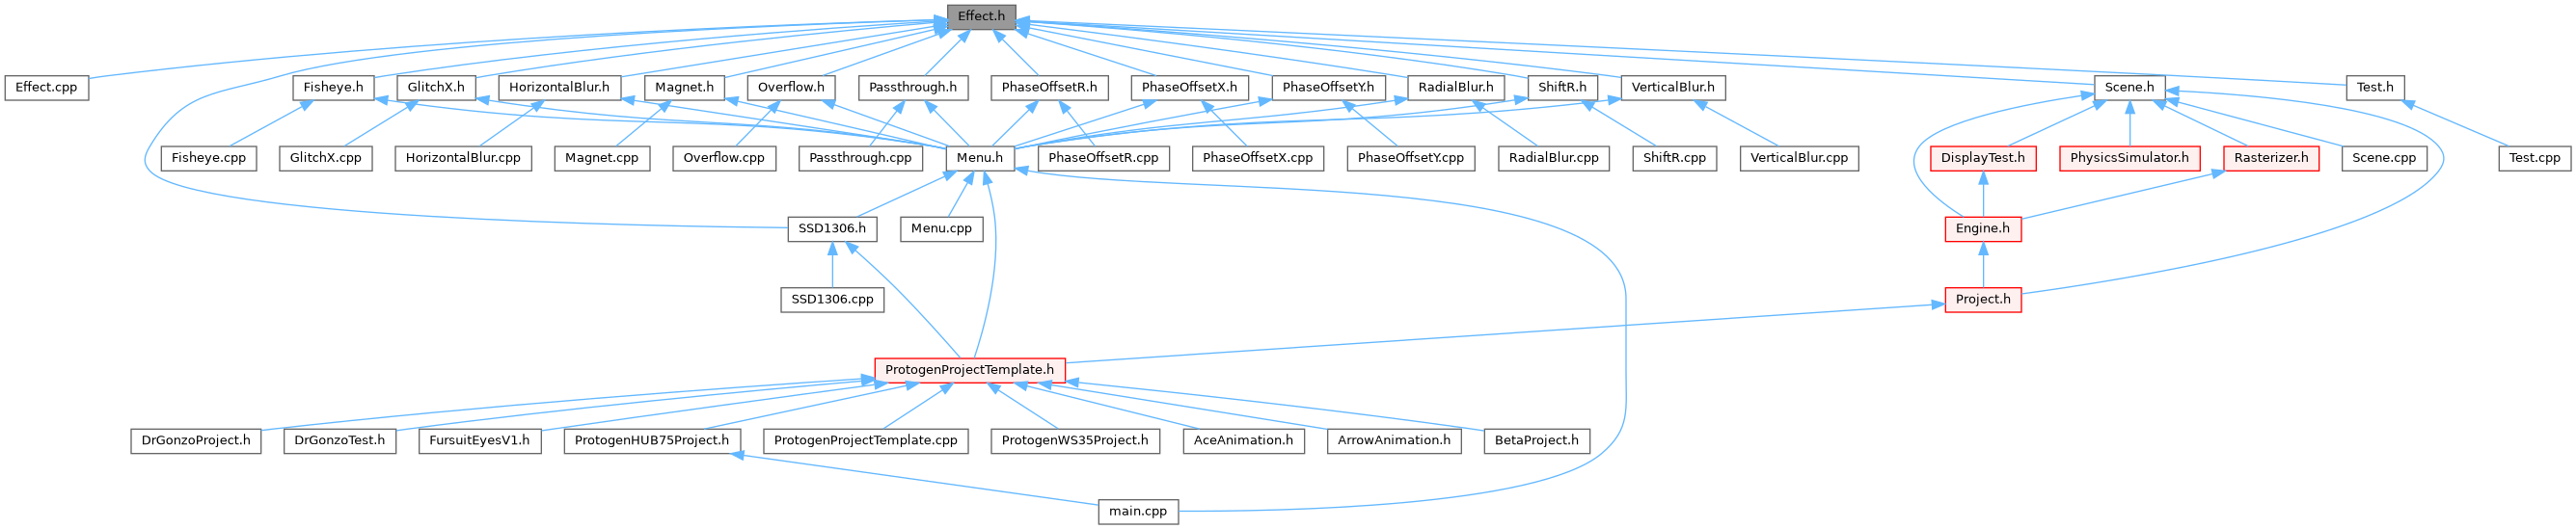 Effect.h
Effect.cpp
Fisheye.h
GlitchX.h
HorizontalBlur.h
Magnet.h
Overflow.h
Passthrough.h
PhaseOffsetR.h
PhaseOffsetX.h
PhaseOffsetY.h
RadialBlur.h
ShiftR.h
VerticalBlur.h
Scene.h
Test.h
Fisheye.cpp
GlitchX.cpp
HorizontalBlur.cpp
Magnet.cpp
Overflow.cpp
Passthrough.cpp
Menu.h
PhaseOffsetR.cpp
PhaseOffsetX.cpp
PhaseOffsetY.cpp
RadialBlur.cpp
ShiftR.cpp
VerticalBlur.cpp
DisplayTest.h
PhysicsSimulator.h
Rasterizer.h
Scene.cpp
Test.cpp
SSD1306.h
Menu.cpp
Engine.h
SSD1306.cpp
Project.h
ProtogenProjectTemplate.h
DrGonzoProject.h
DrGonzoTest.h
FursuitEyesV1.h
ProtogenHUB75Project.h
ProtogenProjectTemplate.cpp
ProtogenWS35Project.h
AceAnimation.h
ArrowAnimation.h
BetaProject.h
main.cpp